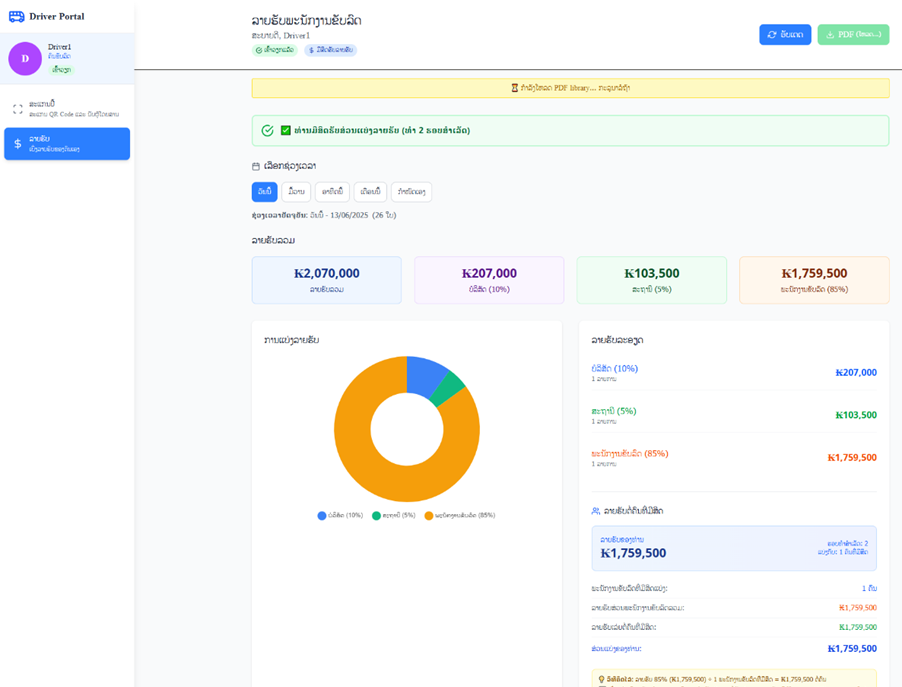 Driver Portal
D
Driver1
ຄົນຂັບລົດ
ເຂົ້າວຽກ
ສະແກນປີ້
ສະແກນ QR Code ແລະ ບັນຊີໂດຍສານ
ລາຍຮັບ
ເບິ່ງລາຍຮັບຂອງຕົນເອງ
ລາຍຮັບພະນັກງານຂັບລົດ
ສະບາຍດີ, Driver1
ເຂົ້າວຽກແລ້ວ
$ ມີສິດຮັບລາຍຮັບ
ອັບເດດ
PDF (ໂຫລດ...)
⏳ ກຳລັງໂຫລດ PDF library... ກະລຸນາລໍຖ້າ
✅ ທ່ານມີສິດຮັບສ່ວນແບ່ງລາຍຮັບ (ທຳ 2 ຮອບສຳເລັດ)
ເລືອກຊ່ວງເວລາ
ວັນນີ້
ມື້ວານ
ອາທິດນີ້
ເດືອນນີ້
ກຳໜົດເອງ
ຊ່ວງເວລາປັດຈຸບັນ: ວັນນີ້ - 13/06/2025 (26 ໃບ)
ລາຍຮັບລວມ
₭2,070,000
ລາຍຮັບລວມ
₭207,000
ບໍລິສັດ (10%)
₭103,500
ສະຖານີ (5%)
₭1,759,500
ພະນັກງານຂັບລົດ (85%)
ການແບ່ງລາຍຮັບ
ບໍລິສັດ (10%)
ສະຖານີ (5%)
ພະນັກງານຂັບລົດ (85%)
ລາຍຮັບລະອຽດ
ບໍລິສັດ (10%)
1 ລາຍການ
₭207,000
ສະຖານີ (5%)
1 ລາຍການ
₭103,500
ພະນັກງານຂັບລົດ (85%)
1 ລາຍການ
₭1,759,500
ລາຍຮັບຕໍ່ຄົນທີ່ມີສິດ
ລາຍຮັບຂອງທ່ານ
₭1,759,500
ຮອບທີ່ສຳເລັດ: 2
ແບ່ງກັບ: 1 ຄົນທີ່ມີສິດ
ພະນັກງານຂັບລົດທີ່ມີສິດແບ່ງ:
1 ຄົນ
ລາຍຮັບສ່ວນພະນັກງານຂັບລົດລວມ:
₭1,759,500
ລາຍຮັບເສລ່ຍຕໍ່ຄົນທີ່ມີສິດ:
₭1,759,500
ສ່ວນແບ່ງຂອງທ່ານ:
₭1,759,500
ລາຍຮັບ 85% (₭1,759,500) ÷ 1 ພະນັກງານຂັບລົດທີ່ມີສິດ = ₭1,759,500 ຕໍ່ຄົນ